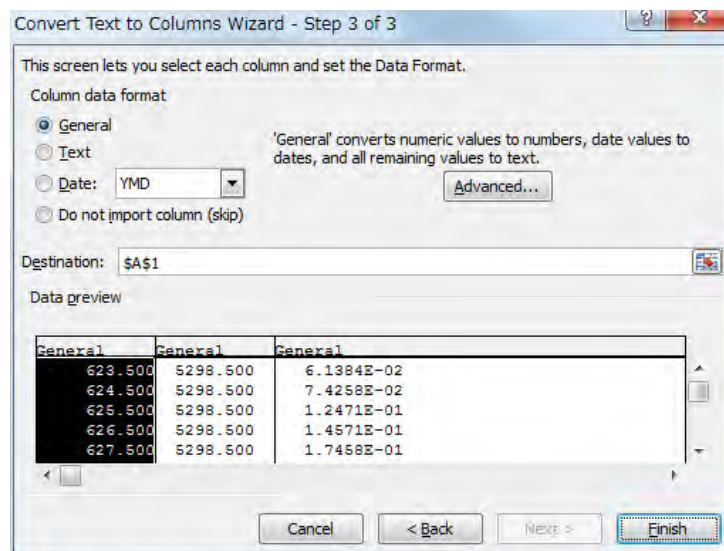 Convert Text to Columns Wizard - Step 3 of 3
This screen lets you select each column and set the Data Format.
Column data format
General
Text
Date: YMD
Do not import column (skip)
'General' converts numeric values to numbers, date values to
dates, and all remaining values to text.
Advanced...
Destination: $A$1
Data preview
General General General
623.500 5298.500 6.1384E-02
624.500 5298.500 7.4258E-02
625.500 5298.500 1.2471E-01
626.500 5298.500 1.4571E-01
627.500 5298.500 1.7458E-01
Cancel < Back Next > Finish